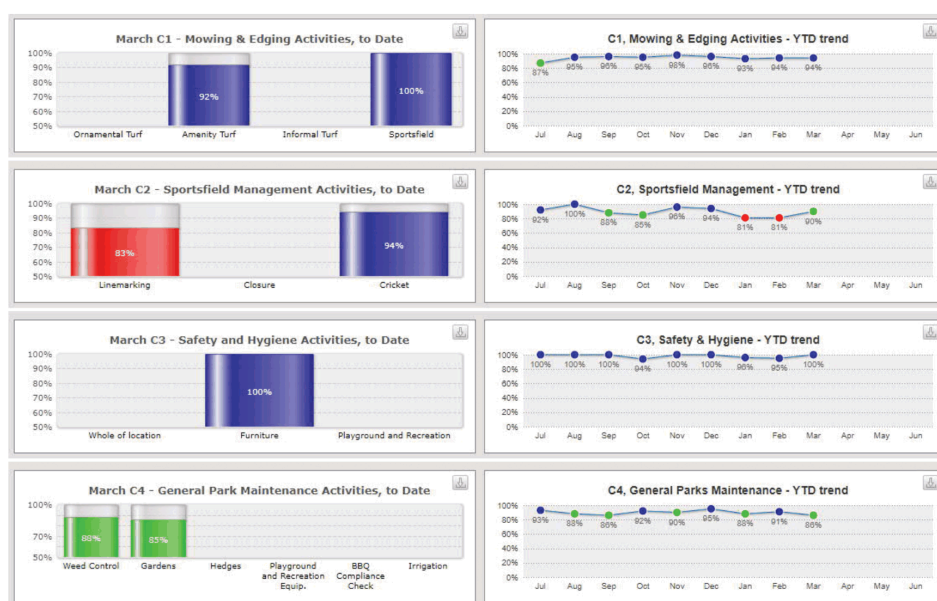 March C1 - Mowing & Edging Activities, to Date
100%
90%
80%
70%
60%
50%
92%
100%
Ornamental Turf Amenity Turf Informal Turf Sportsfield
C1, Mowing & Edging Activities - YTD trend
100%
80%
60%
40%
20%
0%
87% 95% 96% 95% 98% 96% 93% 94% 94%
Jul Aug Sep Oct Nov Dec Jan Feb Mar Apr May Jun
March C2 - Sportsfield Management Activities, to Date
100%
90%
80%
70%
60%
50%
83%
94%
Linemarking Closure Cricket
C2, Sportsfield Management - YTD trend
100%
80%
60%
40%
20%
0%
92% 100% 88% 85% 96% 94% 81% 81% 90%
Jul Aug Sep Oct Nov Dec Jan Feb Mar Apr May Jun
March C3 - Safety and Hygiene Activities, to Date
100%
90%
80%
70%
60%
50%
100%
Whole of location Furniture Playground and Recreation
C3, Safety & Hygiene - YTD trend
100%
80%
60%
40%
20%
0%
100% 100% 100% 94% 100% 100% 96% 95% 100%
Jul Aug Sep Oct Nov Dec Jan Feb Mar Apr May Jun
March C4 - General Park Maintenance Activities, to Date
100%
70%
50%
88%
85%
Weed Control Gardens Hedges Playground and Recreation Equip. BBQ Compliance Check Irrigation
C4, General Parks Maintenance - YTD trend
100%
80%
60%
40%
20%
0%
93% 88% 86% 92% 90% 95% 88% 91% 86%
Jul Aug Sep Oct Nov Dec Jan Feb Mar Apr May Jun